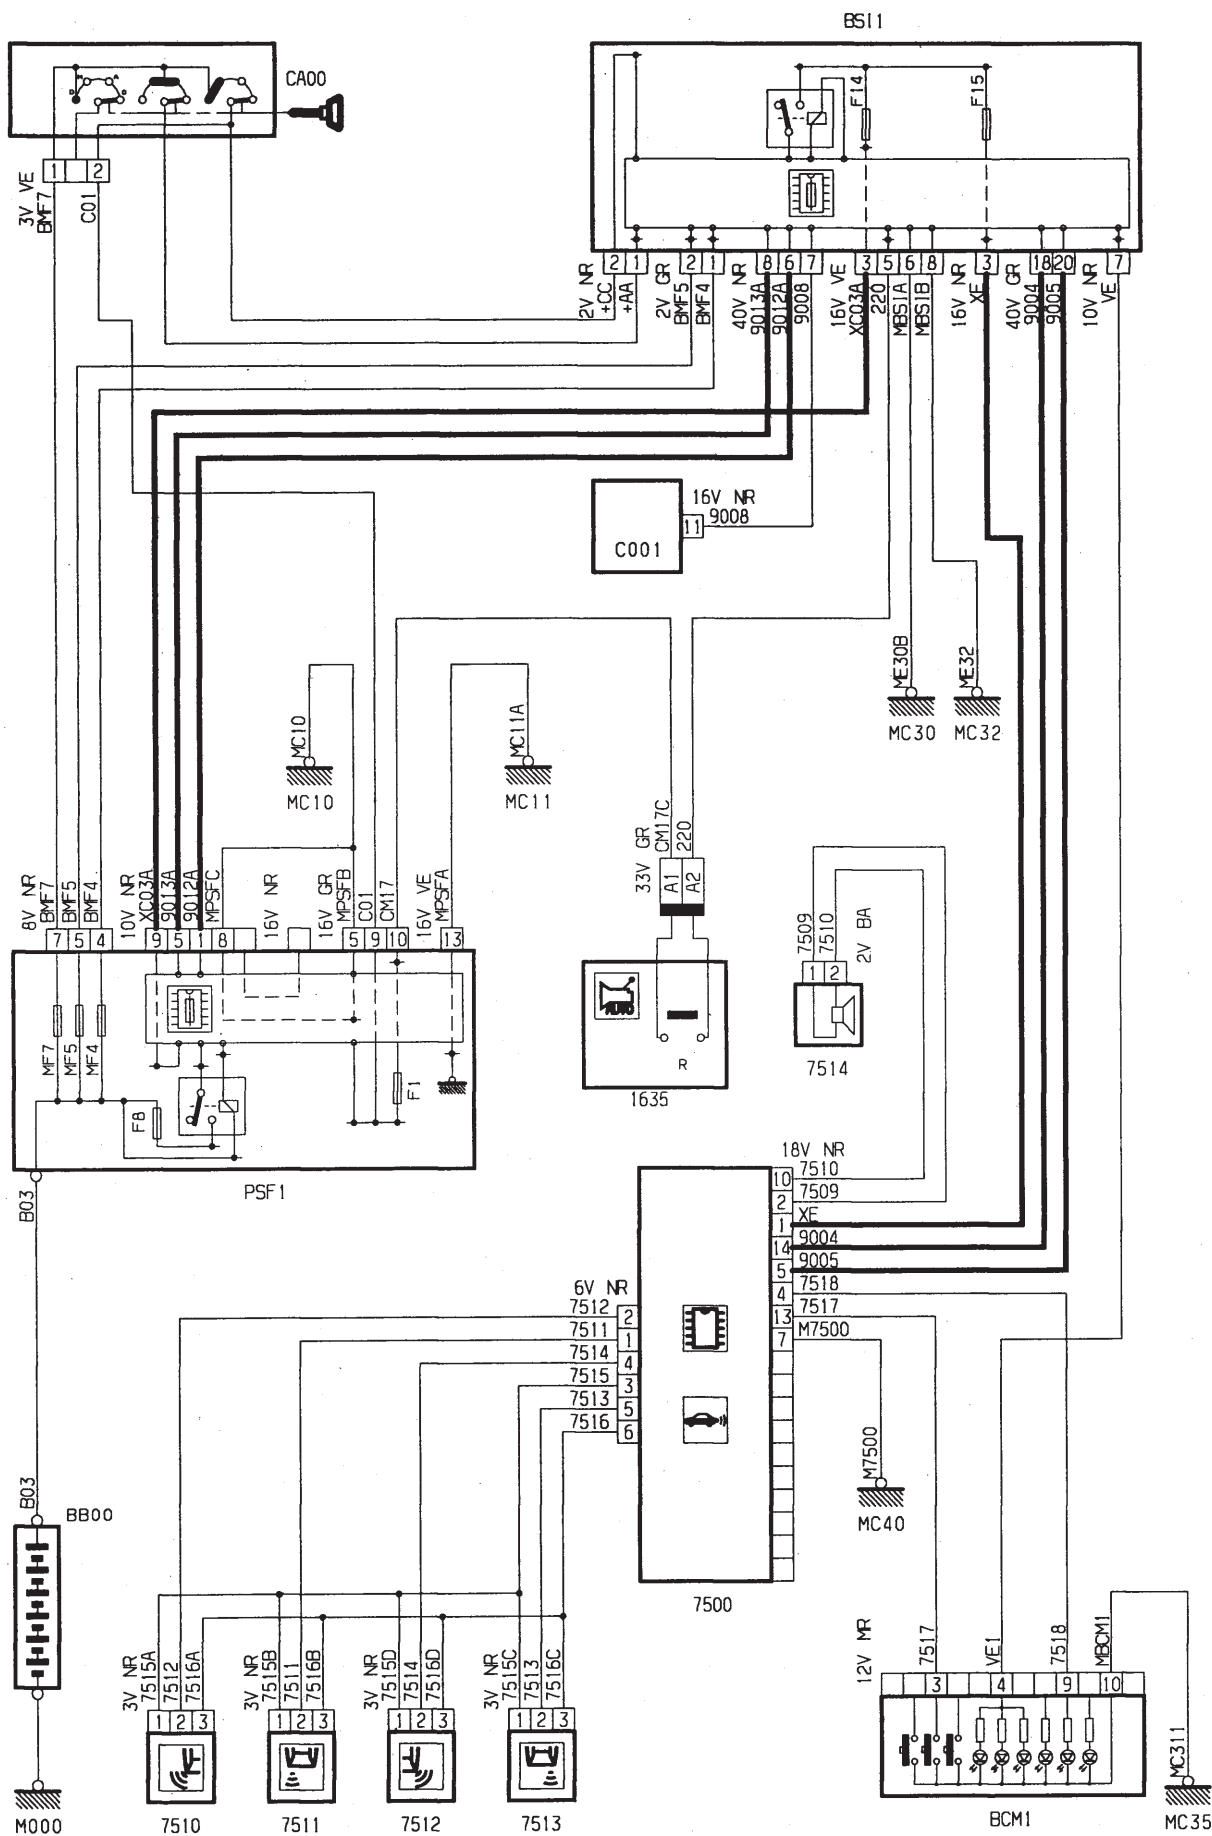 BSI1
CA00
F14
F15
1
2
3V VE
BMF7
C01
2
1
2
1
8
6
7
3
5
6
8
3
18
20
7
2V NR
+CC
+AA
2V GR
BMF5
BMF4
40V NR
9013A
9012A
9008
16V VE
XC03A
220
MBS1A
MBS1B
16V NR
XE
40V GR
9004
9005
10V NR
VE
16V NR
11
9008
C001
ME30B
ME32
MC30
MC32
MC10
MC11A
MC10
MC11
33V GR
CM17C
220
A1
A2
8V NR
BMF7
BMF5
BMF4
10V NR
XC03A
9013A
9012A
MPSFC
16V NR
16V GR
MPSFB
C01
CM17
16V VE
MPSFA
7
5
4
9
5
1
8
5
9
10
13
7509
7510
2V BA
1
2
7514
AUTO
R
1635
MF7
MF5
MF4
F8
F1
PSF1
B03
18V NR
10
7510
2
7509
1
XE
14
9004
5
9005
4
7518
13
7517
7
M7500
6V NR
7512
2
7511
1
7514
4
7515
3
7513
5
7516
6
M7500
MC40
7500
B03
BB00
M000
3V NR
7515A
7512
7516A
1
2
3
7510
3V NR
7515B
7511
7516B
1
2
3
7511
3V NR
7515D
7514
7516D
1
2
3
7512
3V NR
7515C
7513
7516C
1
2
3
7513
12V MR
7517
VE1
7518
MBCM1
3
4
9
10
BCM1
MC311
MC35